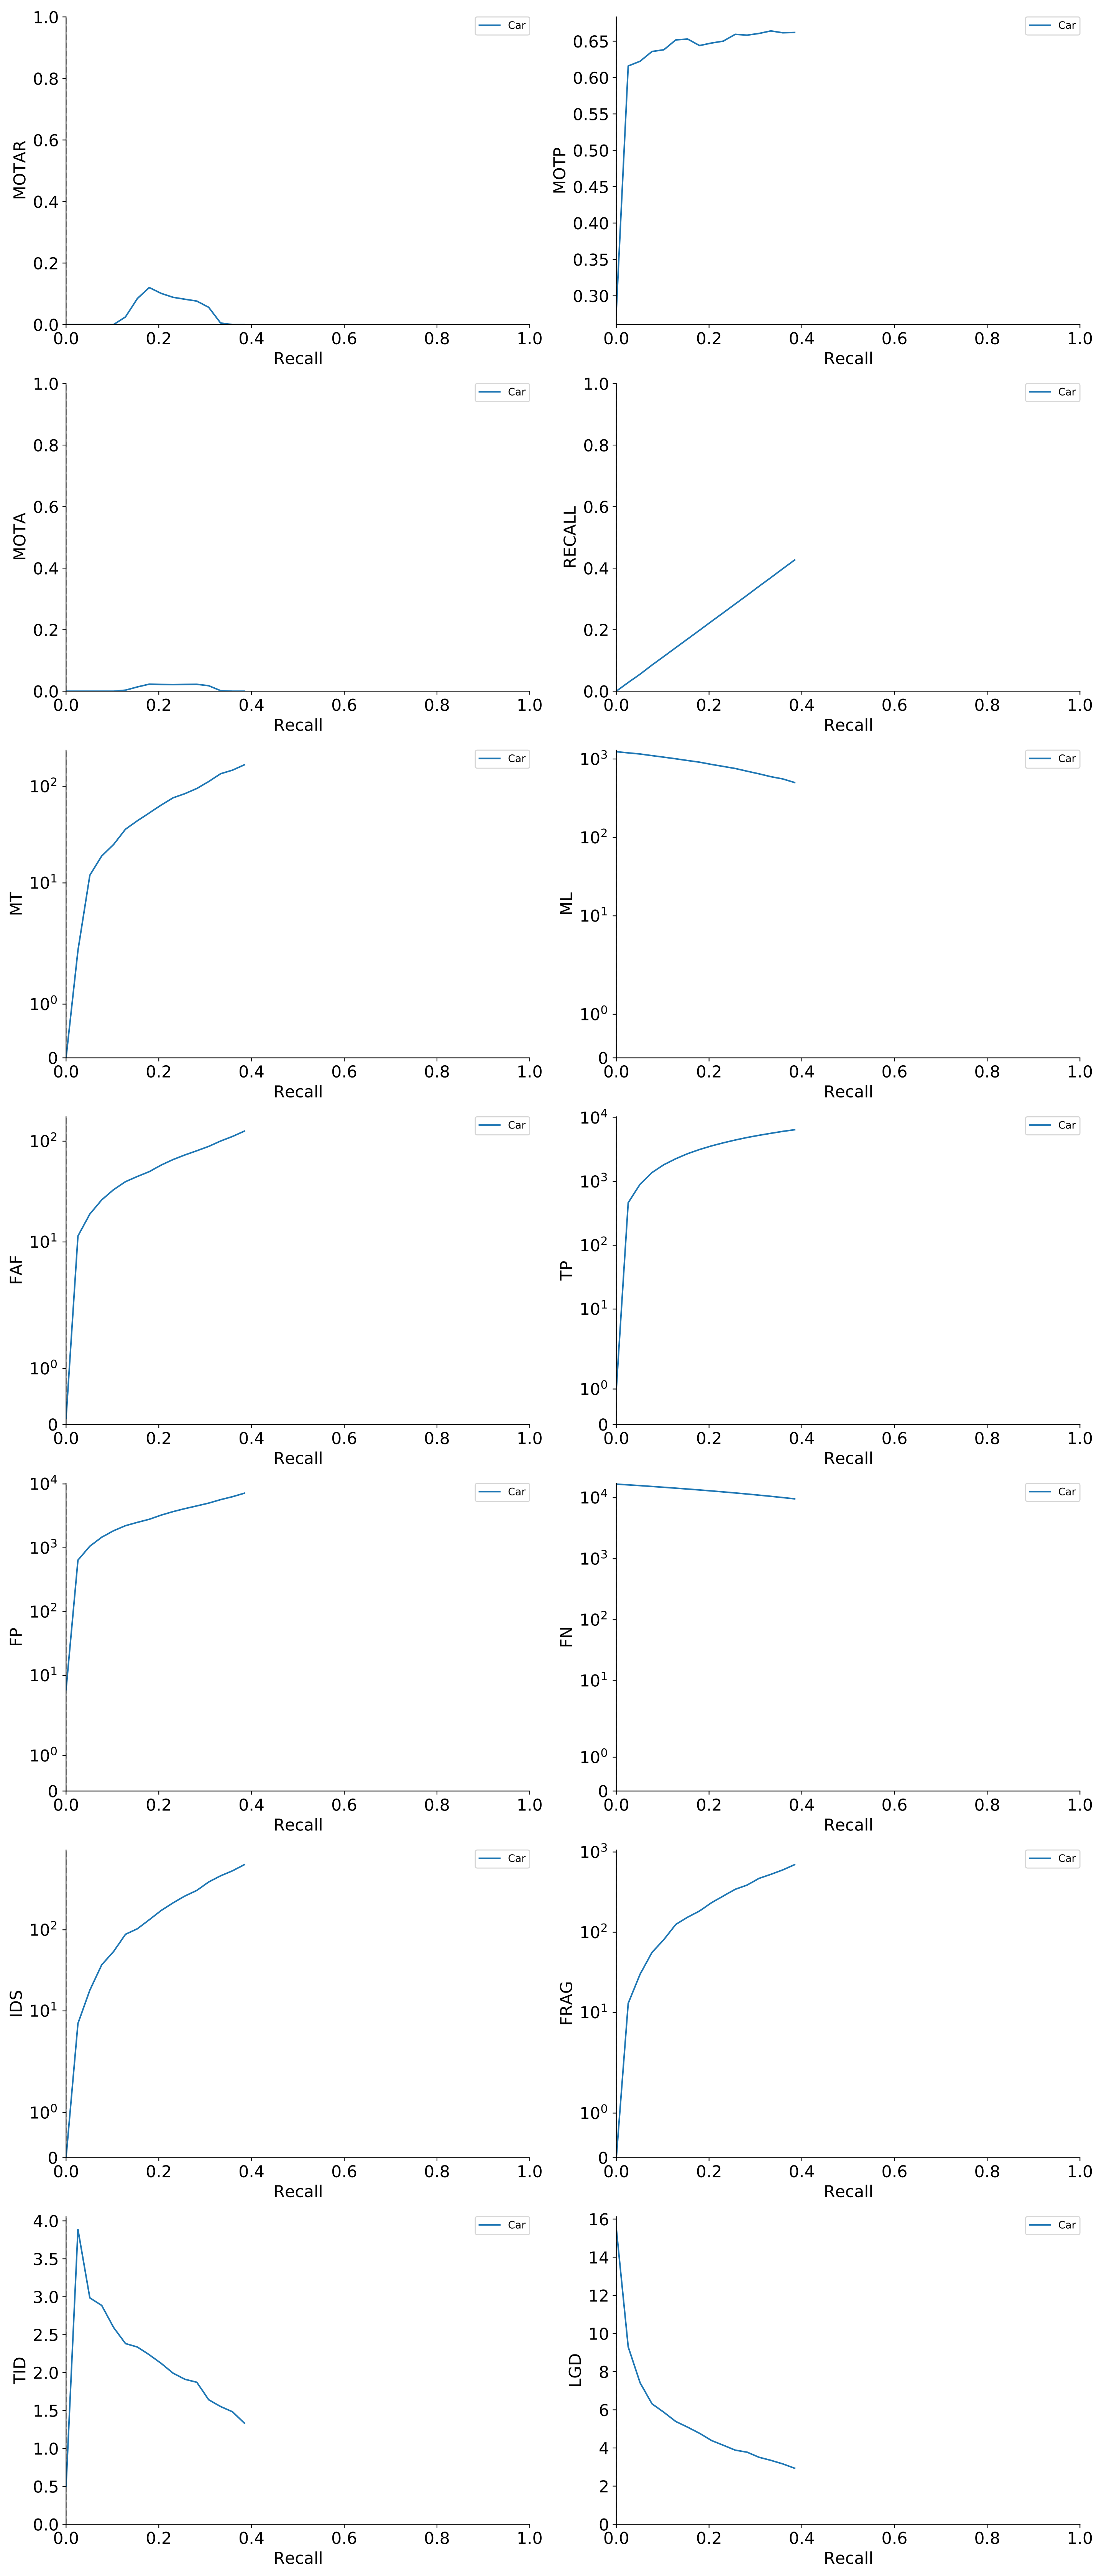 MOTAR
1.0
0.8
0.6
0.4
0.2
0.0
Car
0.0 0.2 0.4 0.6 0.8 1.0
Recall
MOTP
0.65
0.60
0.55
0.50
0.45
0.40
0.35
0.30
Car
0.0 0.2 0.4 0.6 0.8 1.0
Recall
MOTA
1.0
0.8
0.6
0.4
0.2
0.0
Car
0.0 0.2 0.4 0.6 0.8 1.0
Recall
RECALL
1.0
0.8
0.6
0.4
0.2
0.0
Car
0.0 0.2 0.4 0.6 0.8 1.0
Recall
MT
10²
10¹
10⁰
0
Car
0.0 0.2 0.4 0.6 0.8 1.0
Recall
ML
10³
10²
10¹
10⁰
0
Car
0.0 0.2 0.4 0.6 0.8 1.0
Recall
FAF
10²
10¹
10⁰
0
Car
0.0 0.2 0.4 0.6 0.8 1.0
Recall
TP
10⁴
10³
10²
10¹
10⁰
0
Car
0.0 0.2 0.4 0.6 0.8 1.0
Recall
FP
10⁴
10³
10²
10¹
10⁰
0
Car
0.0 0.2 0.4 0.6 0.8 1.0
Recall
FN
10⁴
10³
10²
10¹
10⁰
0
Car
0.0 0.2 0.4 0.6 0.8 1.0
Recall
IDS
10²
10¹
10⁰
0
Car
0.0 0.2 0.4 0.6 0.8 1.0
Recall
FRAG
10³
10²
10¹
10⁰
0
Car
0.0 0.2 0.4 0.6 0.8 1.0
Recall
TID
4.0
3.5
3.0
2.5
2.0
1.5
1.0
0.5
0.0
Car
0.0 0.2 0.4 0.6 0.8 1.0
Recall
LGD
16
14
12
10
8
6
4
2
0
Car
0.0 0.2 0.4 0.6 0.8 1.0
Recall